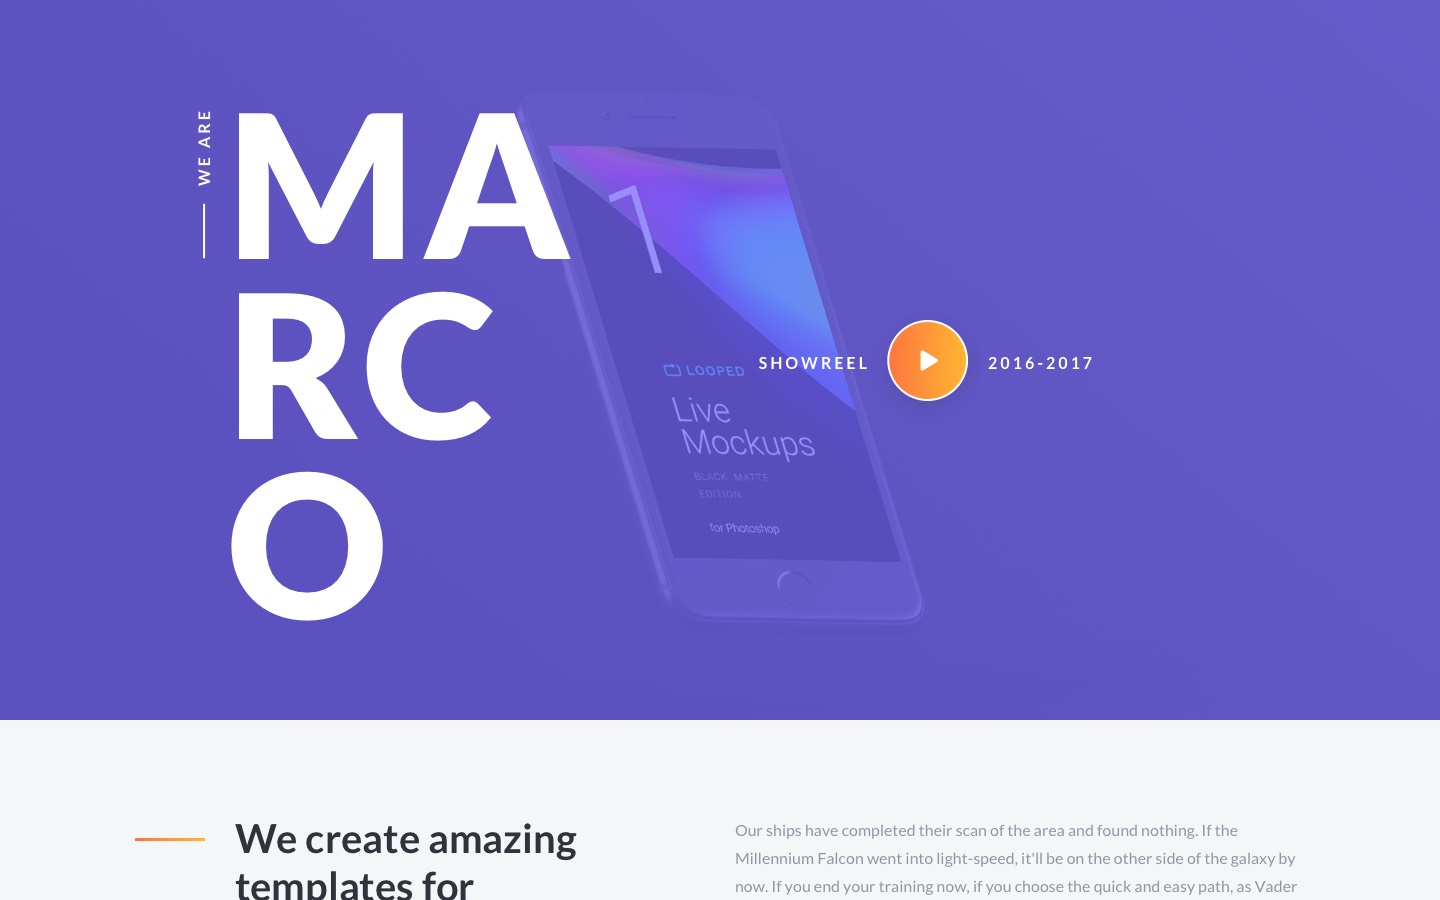 WE ARE
MA
RC
O
1
LOOPED
Live
Mockups
BLACK MATTE
EDITION
for Photoshop
SHOWREEL
2016-2017
We create amazing
templates for
Our ships have completed their scan of the area and found nothing. If the
Millennium Falcon went into light-speed, it'll be on the other side of the galaxy by
now. If you end your training now, if you choose the quick and easy path, as Vader